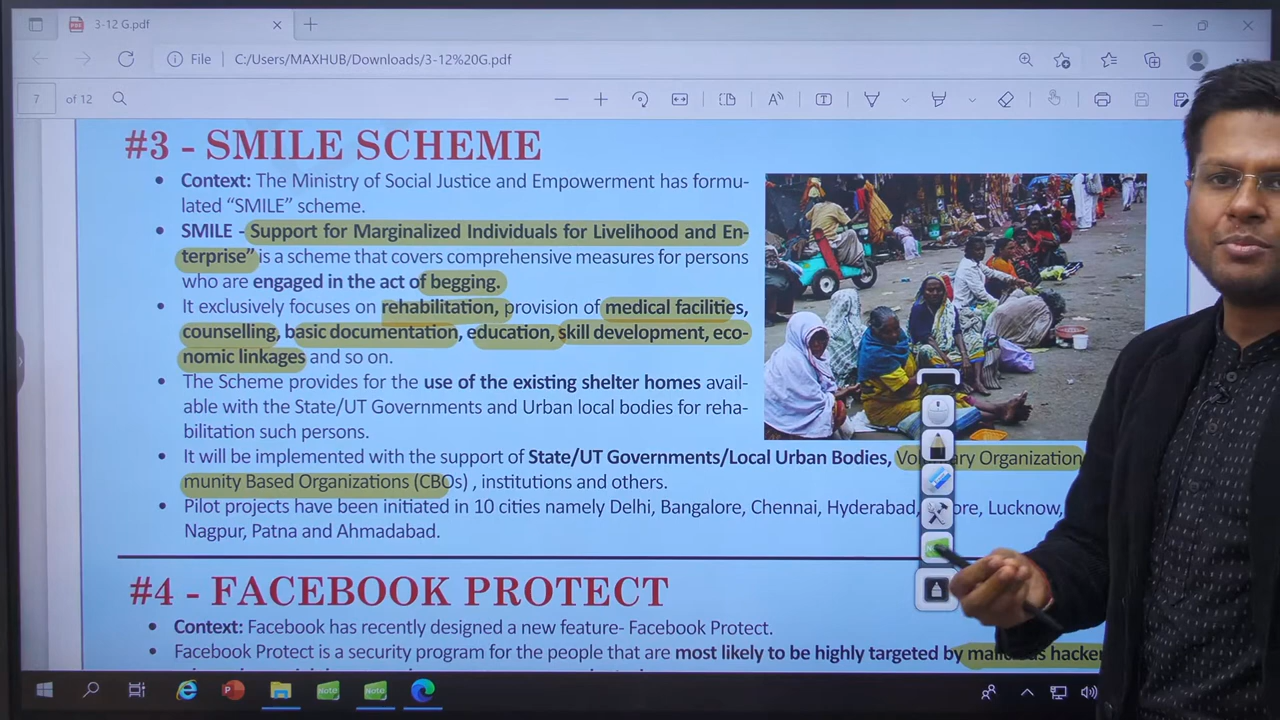 3-12 G.pdf
File
C:/Users/MAXHUB/Downloads/3-12%20G.pdf
7 of 12
#3 - SMILE SCHEME
• Context: The Ministry of Social Justice and Empowerment has formu-
lated “SMILE” scheme.
• SMILE - Support for Marginalized Individuals for Livelihood and En-
terprise” is a scheme that covers comprehensive measures for persons
who are engaged in the act of begging.
• It exclusively focuses on rehabilitation, provision of medical facilities,
counselling, basic documentation, education, skill development, eco-
nomic linkages and so on.
• The Scheme provides for the use of the existing shelter homes avail-
able with the State/UT Governments and Urban local bodies for reha-
bilitation such persons.
• It will be implemented with the support of State/UT Governments/Local Urban Bodies, Organization
munity Based Organizations (CBOs) , institutions and others.
• Pilot projects have been initiated in 10 cities namely Delhi, Bangalore, Chennai, Hyderabad, Lucknow,
Nagpur, Patna and Ahmadabad.
#4 - FACEBOOK PROTECT
• Context: Facebook has recently designed a new feature- Facebook Protect.
• Facebook Protect is a security program for the people that are most likely to be highly targeted by
Note
Note